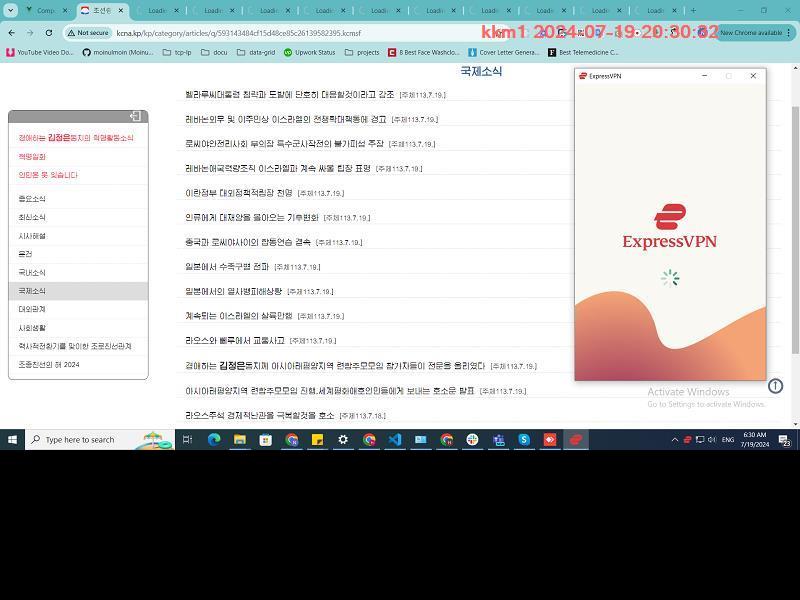 Comp
조선중
Loadi
Loadi
Loadi
Loadi
Loadi
Loadi
Loadi
Loadi
Loadi
Loadi
Not secure
kcna.kp/kp/category/articles/q/593143484cf15d48ce85c26139582395.kcmsf
kkm1 2024-07-19 20:30:32
New Chrome available
YouTube Video Do...
moinulmoin (Moinu...
tcp-lp
docu
data-grid
Upwork Status
projects
8 Best Face Washclo...
Cover Letter Genera...
Best Telemedicine C...
국제소식
경애하는 김정은동지의 혁명활동소식
혁명일화
인민은 못 잊습니다
중요소식
최신소식
시사해설
론건
국내소식
국제소식
대외관계
사회생활
력사적전환기를 맞이한 조로친선관계
조중친선의 해 2024
벨라루씨대통령 침략과 도발에 단호히 대응할것이라고 강조 [주체113.7.19.]
레바논외무 및 이주민상 이스라엘의 전쟁확대책동에 경고 [주체113.7.19.]
로씨야안전리사회 부의장 특수군사작전의 불가피성 주장 [주체113.7.19.]
레바논애국력량조직 이스라엘과 계속 싸울 립장 표명 [주체113.7.19.]
이란정부 대외정책적립장 천명 [주체113.7.19.]
인류에게 대재앙을 몰아오는 기후변화 [주체113.7.19.]
중국과 로씨야사이의 합동연습 결속 [주체113.7.19.]
일본에서 수족구병 전파 [주체113.7.19.]
일본에서의 열사병피해상황 [주체113.7.19.]
계속되는 이스라엘의 살륙만행 [주체113.7.19.]
라오스와 뻬루에서 교통사고 [주체113.7.19.]
경애하는 김정은동지께 아시아태평양지역 련합추모모임 참가자들이 전문을 올리였다 [주체113.7.19.]
아시아태평양지역 련합추모모임 진행,세계평화애호인민들에게 보내는 호소문 발표 [주체113.7.19.]
라오스주석 경제적난관을 극복할것을 호소 [주체113.7.18.]
ExpressVPN
ExpressVPN
Activate Windows
Go to Settings to activate Windows.
Type here to search
ENG
6:30 AM
7/19/2024
23